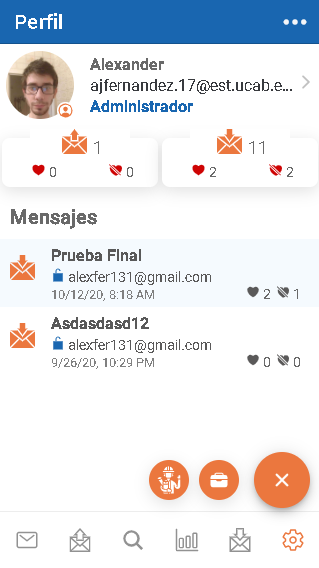 Perfil
Alexander
ajfernandez.17@est.ucab.e...
Administrador
1
11
0
0
2
2
Mensajes
Prueba Final
alexfer131@gmail.com
10/12/20, 8:18 AM
2
1
Asdasdasd12
alexfer131@gmail.com
9/26/20, 10:29 PM
0
0